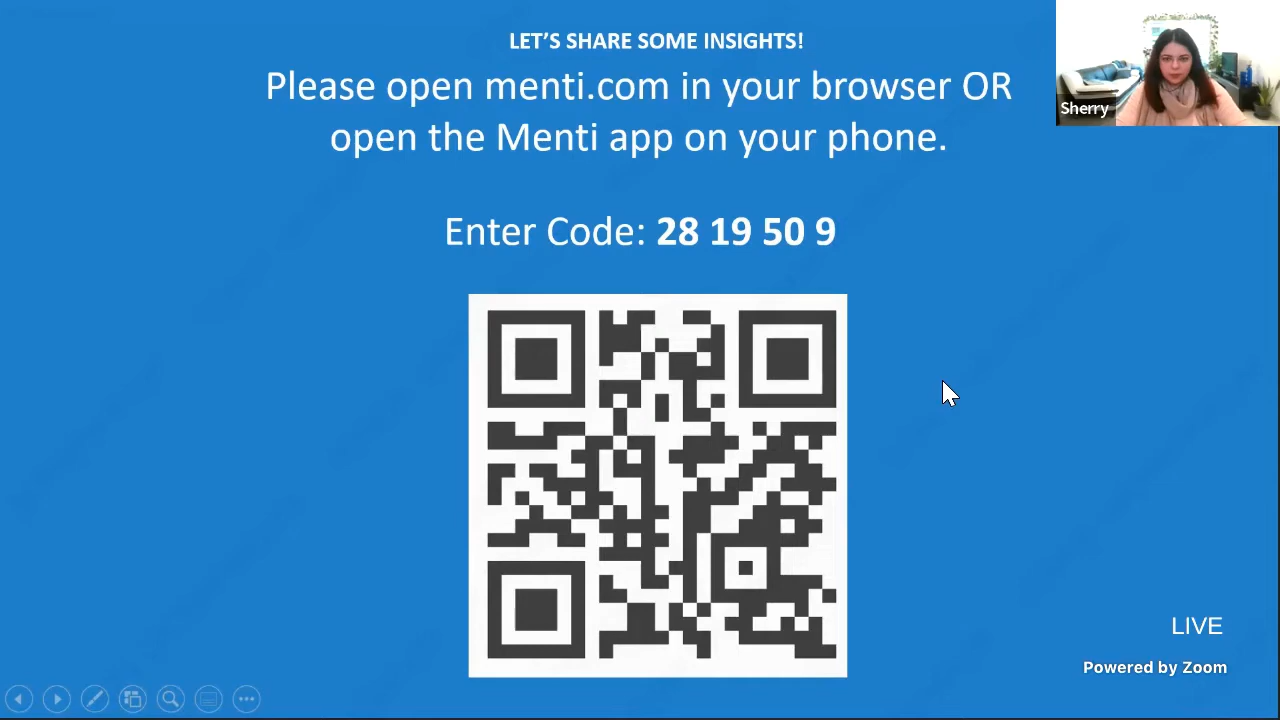 LET'S SHARE SOME INSIGHTS!
Please open menti.com in your browser OR
open the Menti app on your phone.
Enter Code: 28 19 50 9
Sherry
LIVE
Powered by Zoom